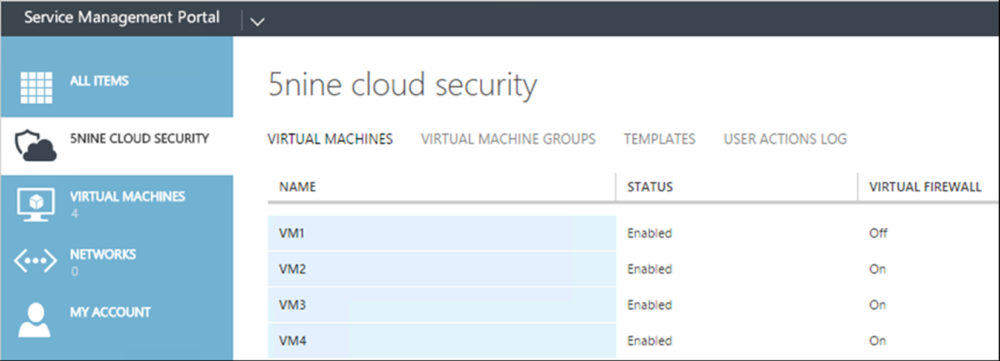 Service Management Portal
ALL ITEMS
5NINE CLOUD SECURITY
VIRTUAL MACHINES
4
NETWORKS
0
MY ACCOUNT
5nine cloud security
VIRTUAL MACHINES VIRTUAL MACHINE GROUPS TEMPLATES USER ACTIONS LOG
NAME STATUS VIRTUAL FIREWALL
VM1 Enabled Off
VM2 Enabled On
VM3 Enabled On
VM4 Enabled On